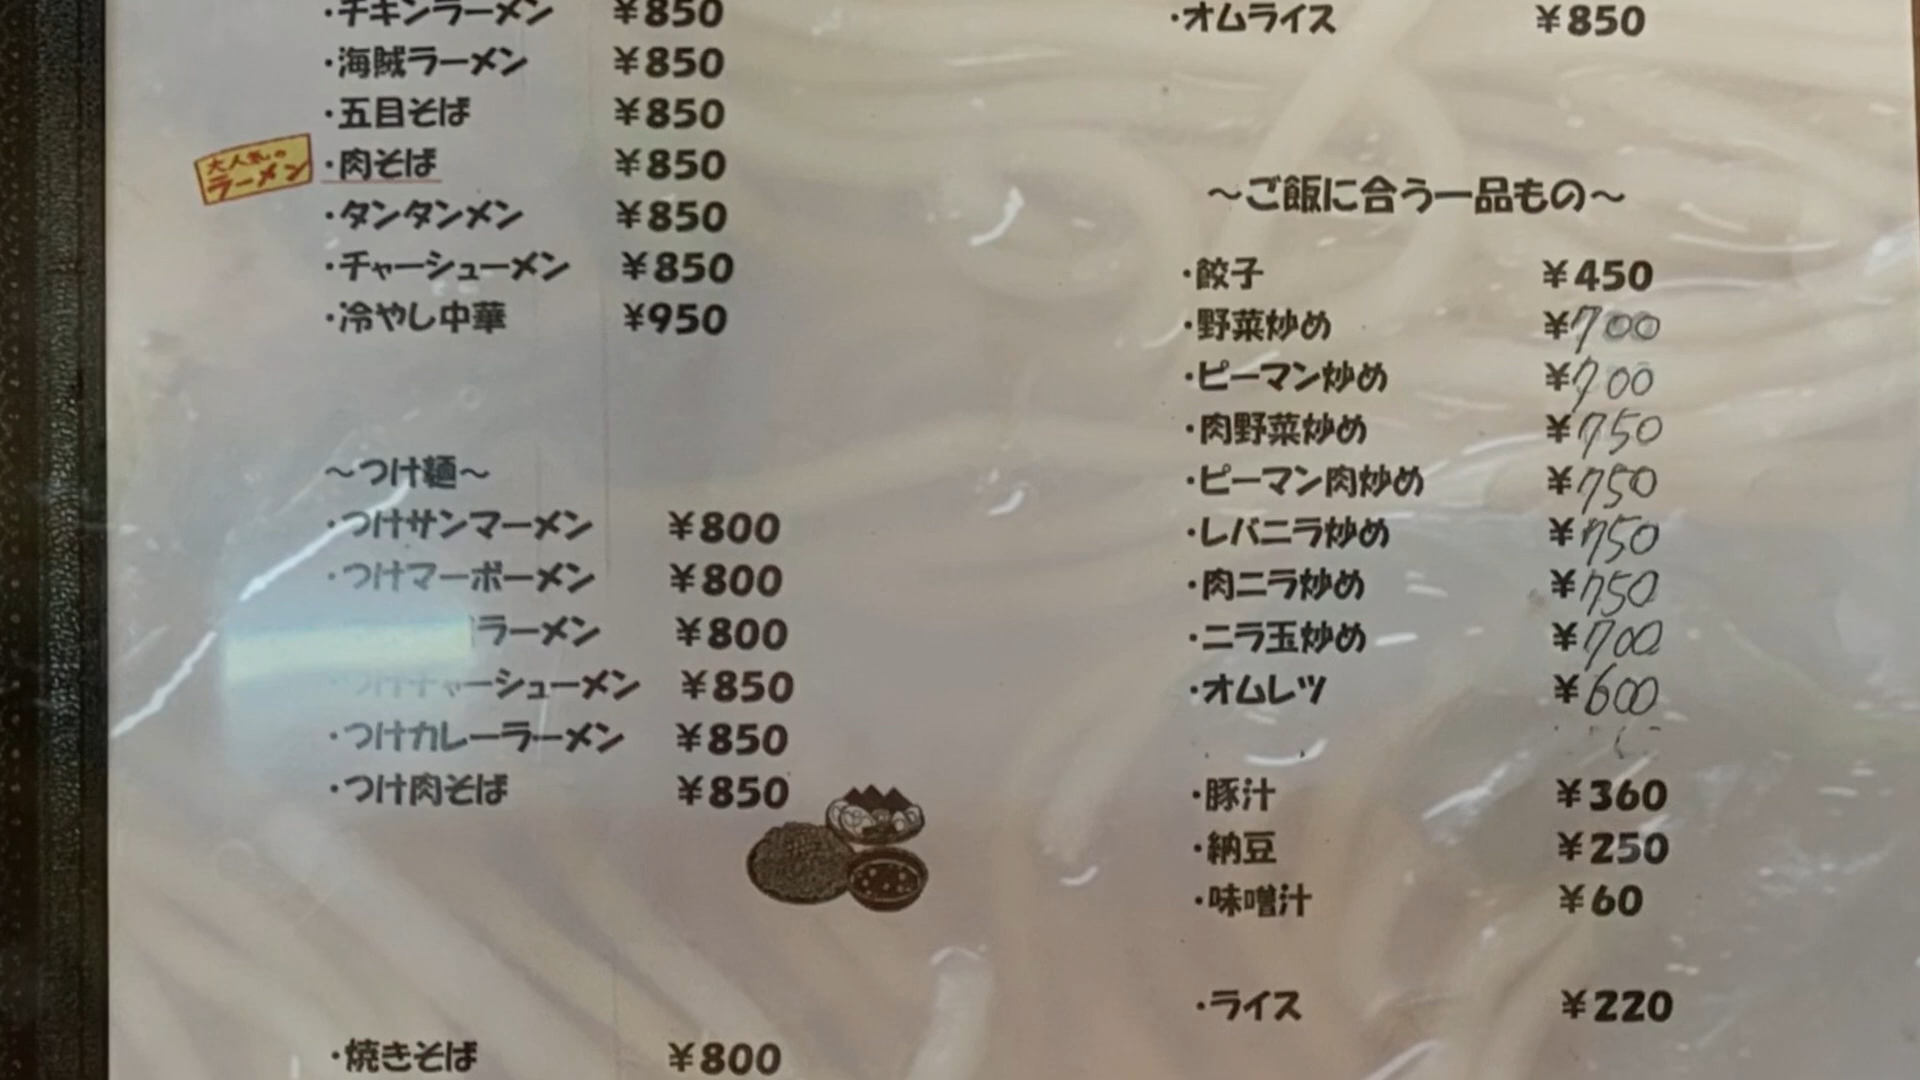 ・チキンラーメン ¥850
・海賊ラーメン ¥850
・五目そば ¥850
大人気の
ラーメン
・肉そば ¥850
・タンタンメン ¥850
・チャーシューメン ¥850
・冷やし中華 ¥950
～つけ麺～
・つけサンマーメン ¥800
・つけマーボーメン ¥800
ラーメン ¥800
・つけチャーシューメン ¥850
・つけカレーラーメン ¥850
・つけ肉そば ¥850
・焼きそば ¥800
・オムライス ¥850
～ご飯に合う一品もの～
・餃子 ¥450
・野菜炒め ¥700
・ピーマン炒め ¥700
・肉野菜炒め ¥750
・ピーマン肉炒め ¥750
・レバニラ炒め ¥750
・肉ニラ炒め ¥750
・ニラ玉炒め ¥700
・オムレツ ¥600
・豚汁 ¥360
・納豆 ¥250
・味噌汁 ¥60
・ライス ¥220